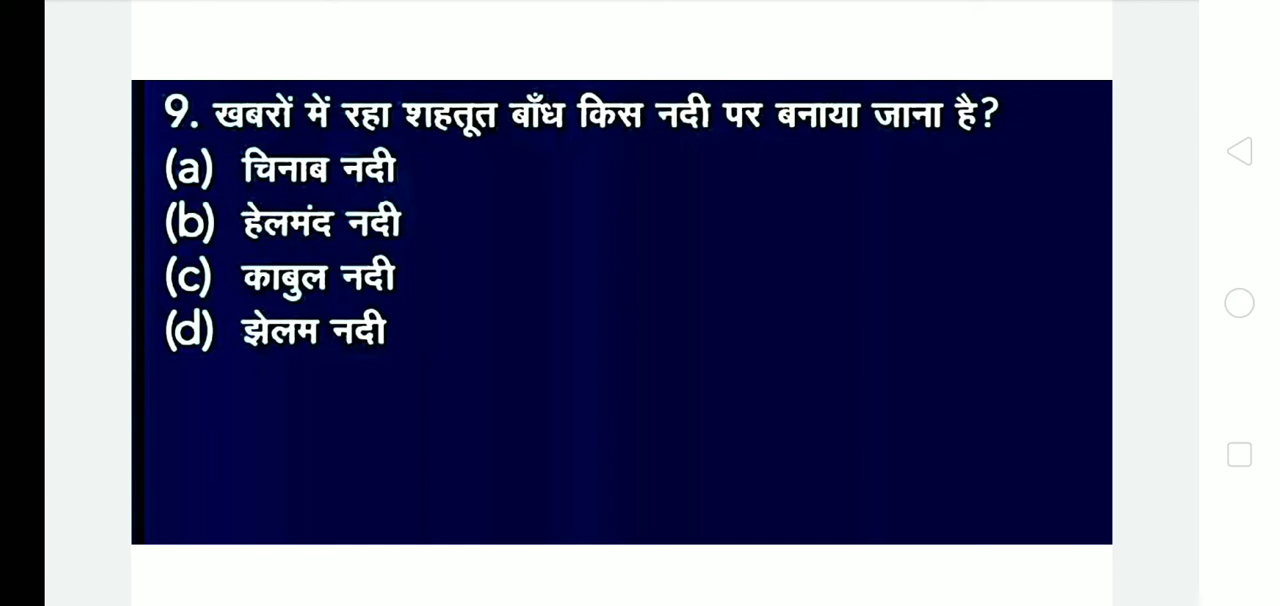 9. खबरों में रहा शहतूत बाँध किस नदी पर बनाया जाना है?
(a) चिनाब नदी
(b) हेलमंद नदी
(c) काबुल नदी
(d) झेलम नदी